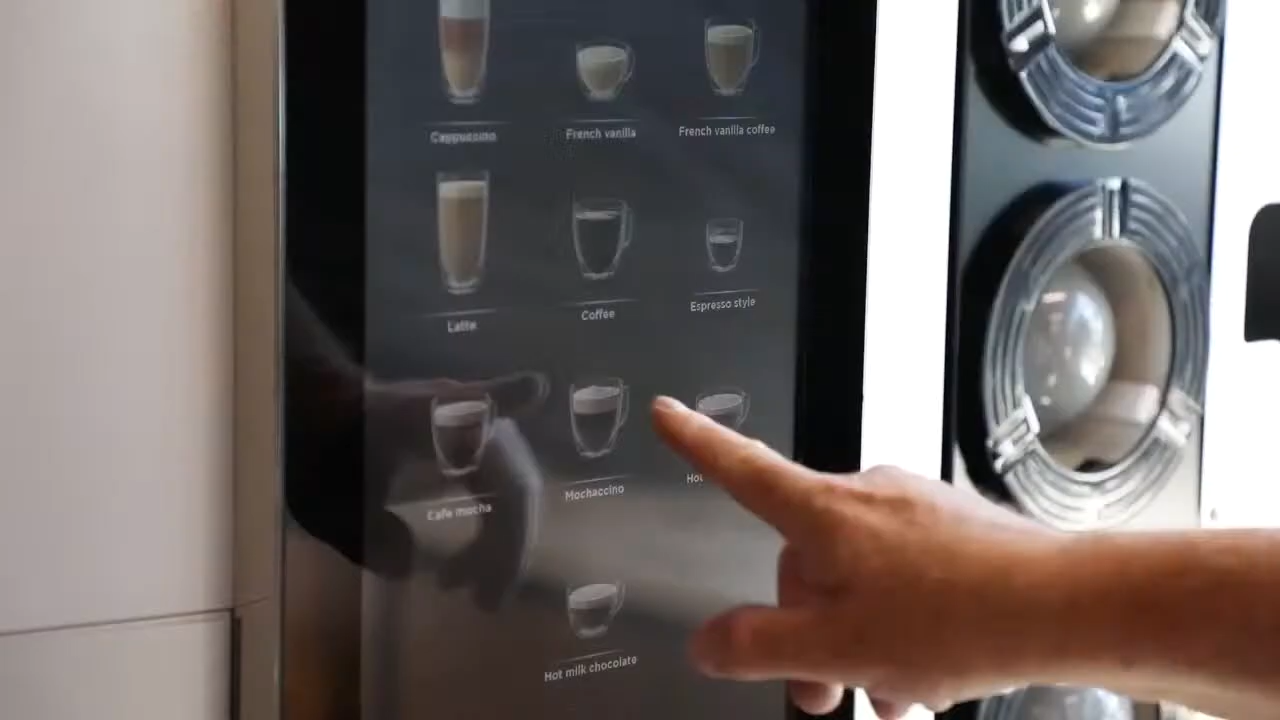 Cappuccino
French vanilla
French vanilla coffee
Latte
Coffee
Espresso style
Cafe mocha
Mochaccino
Hot milk chocolate